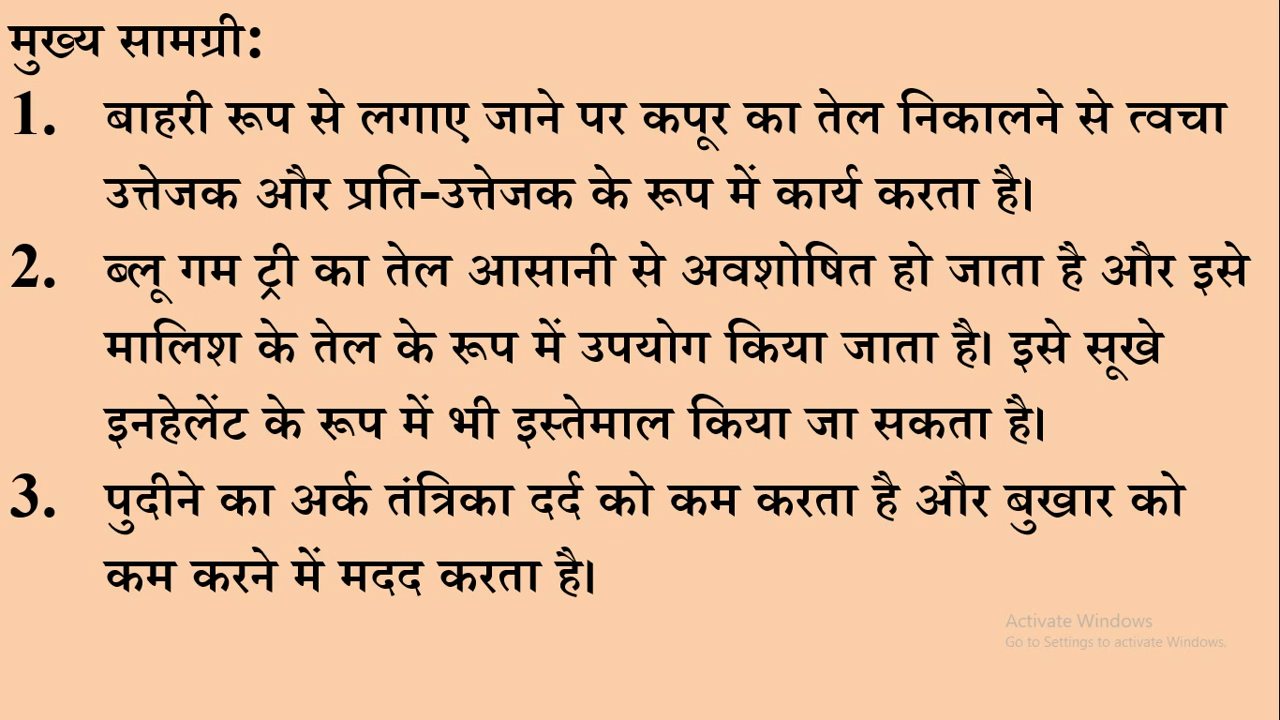 मुख्य सामग्री:
1. बाहरी रूप से लगाए जाने पर कपूर का तेल निकालने से त्वचा
उत्तेजक और प्रति-उत्तेजक के रूप में कार्य करता है।
2. ब्लू गम ट्री का तेल आसानी से अवशोषित हो जाता है और इसे
मालिश के तेल के रूप में उपयोग किया जाता है। इसे सूखे
इनहेलेंट के रूप में भी इस्तेमाल किया जा सकता है।
3. पुदीने का अर्क तंत्रिका दर्द को कम करता है और बुखार को
कम करने में मदद करता है।
Activate Windows
Go to Settings to activate Windows.